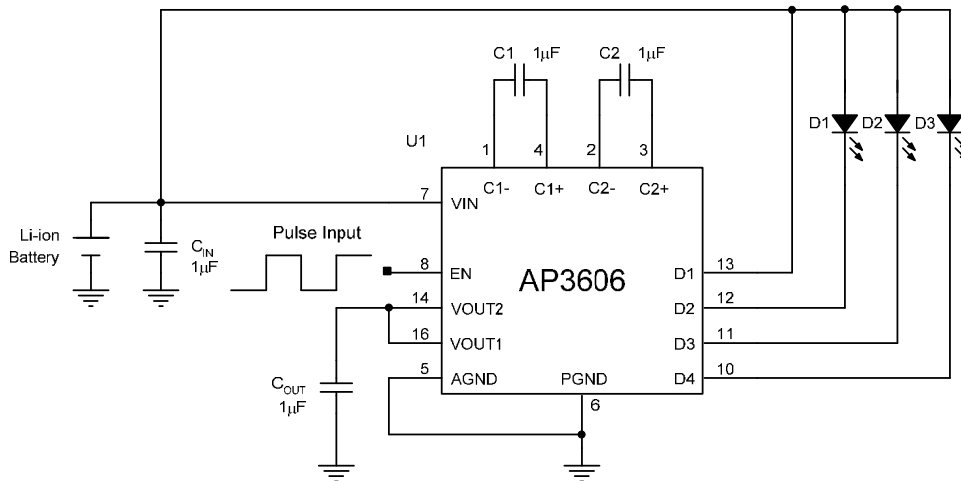 C1 1μF
C2 1μF
D1
D2
D3
U1
1
4
2
3
C1-
C1+
C2-
C2+
7
VIN
Li-ion
Battery
CIN
1μF
Pulse Input
8
EN
AP3606
D1
13
14
VOUT2
D2
12
16
VOUT1
D3
11
5
AGND
PGND
D4
10
6
COUT
1μF